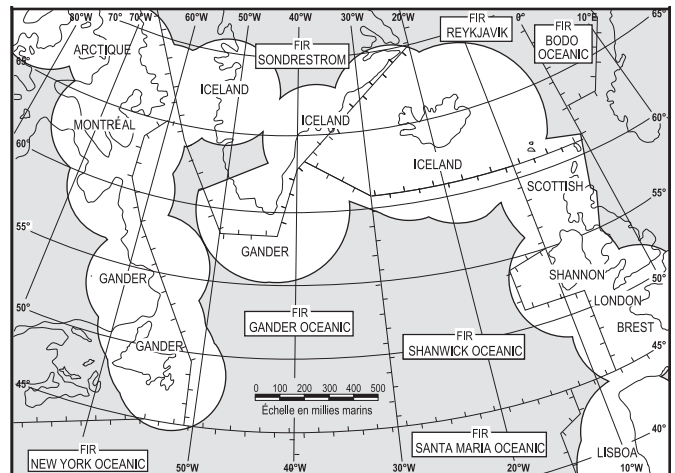 80°W 70°W 60°W 50°W 40°W 30°W 20°W 10°W 0° 10°E
65° 65°
ARCTIQUE
FIR
SONDRESTROM
FIR
REYKJAVIK
FIR
BODO
OCEANIC
ICELAND
ICELAND
ICELAND
MONTRÉAL
60° 60°
SCOTTISH
55° 55°
GANDER
SHANNON
GANDER
LONDON
50° 50°
BREST
FIR
GANDER OCEANIC
FIR
SHANWICK OCEANIC
GANDER
45° 45°
0 100 200 300 400 500
Échelle en millies marins
40°
FIR
NEW YORK OCEANIC
FIR
SANTA MARIA OCEANIC
LISBOA
50°W 40°W 30°W 20°W 10°W